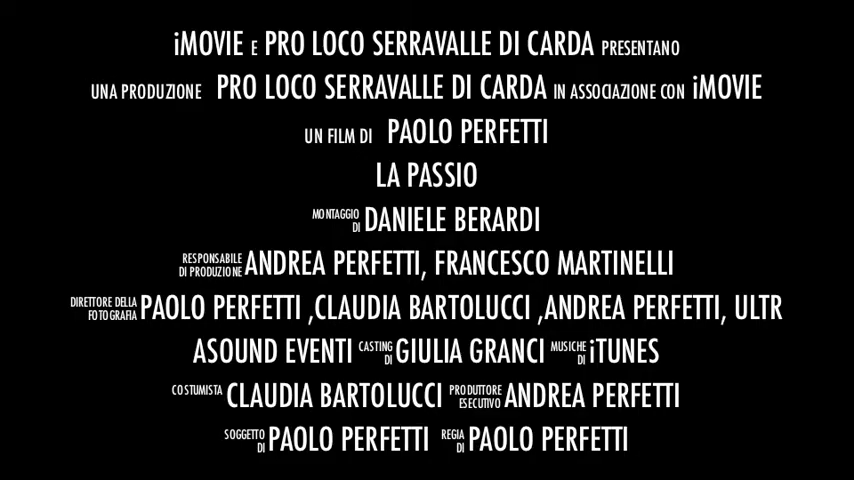 iMOVIE E PRO LOCO SERRAVALLE DI CARDA PRESENTANO
UNA PRODUZIONE PRO LOCO SERRAVALLE DI CARDA IN ASSOCIAZIONE CON iMOVIE
UN FILM DI PAOLO PERFETTI
LA PASSIO
MONTAGGIO DI DANIELE BERARDI
RESPONSABILE DI PRODUZIONE ANDREA PERFETTI, FRANCESCO MARTINELLI
DIRETTORE DELLA FOTOGRAFIA PAOLO PERFETTI ,CLAUDIA BARTOLUCCI ,ANDREA PERFETTI, ULTR
ASOUND EVENTI CASTING DI GIULIA GRANCI MUSICHE DI iTUNES
COSTUMISTA CLAUDIA BARTOLUCCI PRODUTTORE ESECUTIVO ANDREA PERFETTI
SOGGETTO DI PAOLO PERFETTI REGIA DI PAOLO PERFETTI